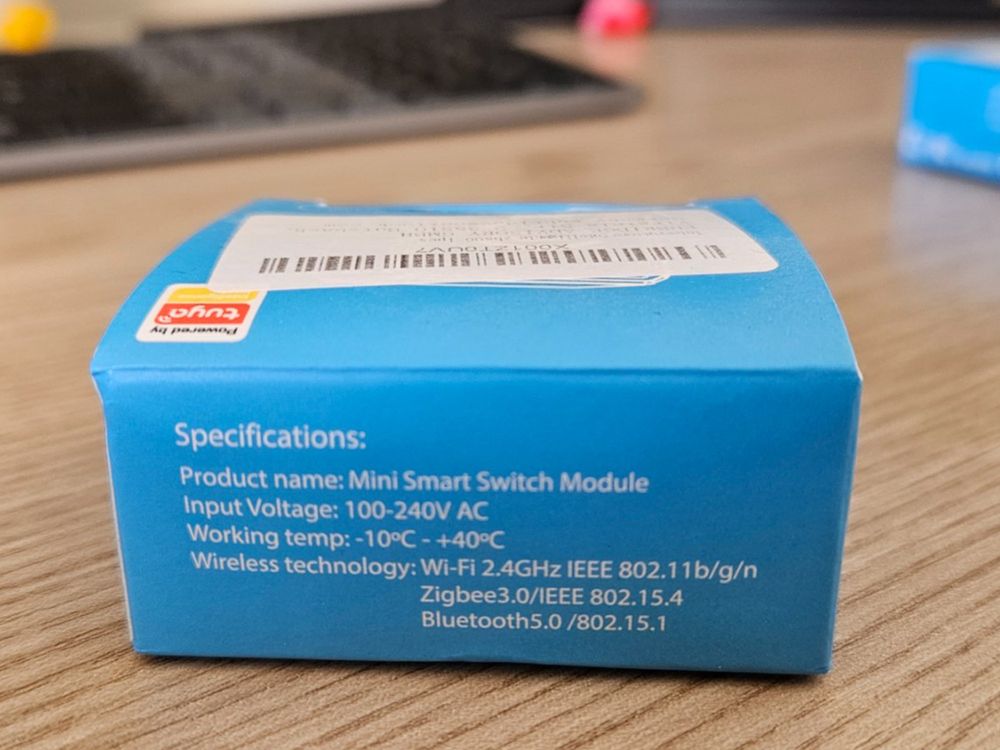 X001ZT0UV7
Powered by
tuya
Specifications:
Product name: Mini Smart Switch Module
Input Voltage: 100-240V AC
Working temp: -10ºC - +40ºC
Wireless technology: Wi-Fi 2.4GHz IEEE 802.11b/g/n
Zigbee3.0/IEEE 802.15.4
Bluetooth5.0 /802.15.1